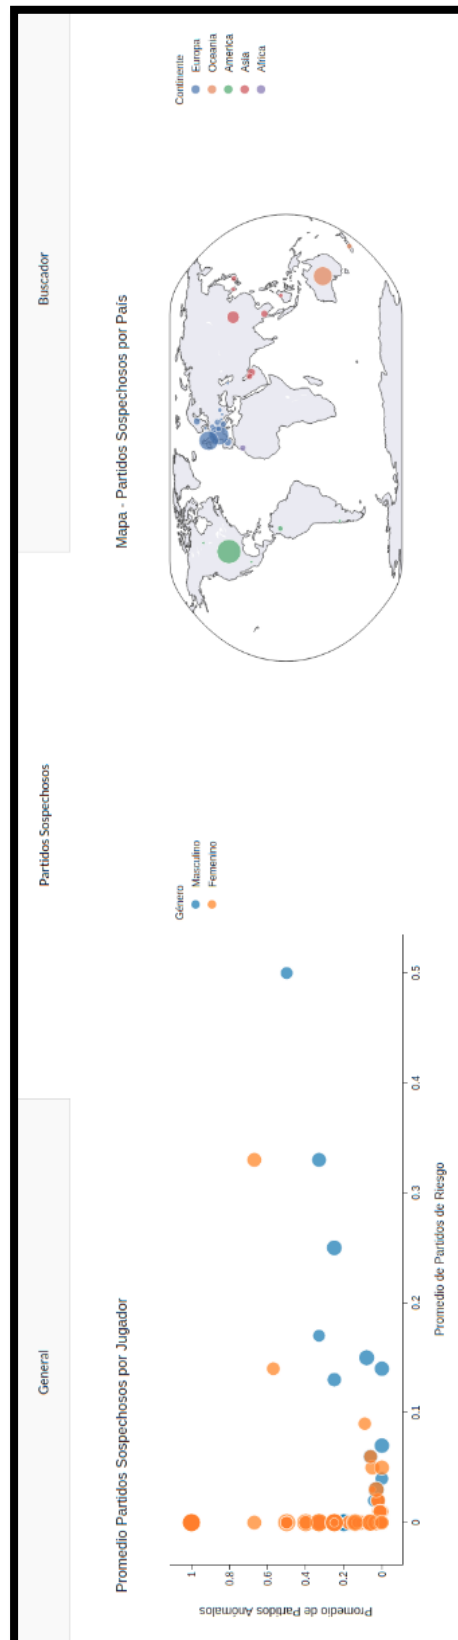 General
Partidos Sospechosos
Buscador
Promedio Partidos Sospechosos por Jugador
Promedio de Partidos Anómalos
1
0.8
0.6
0.4
0.2
0
0
0.1
0.2
0.3
0.4
0.5
Promedio de Partidos de Riesgo
Género
Masculino
Femenino
Mapa - Partidos Sospechosos por País
Continente
Europa
Oceania
America
Asia
Africa